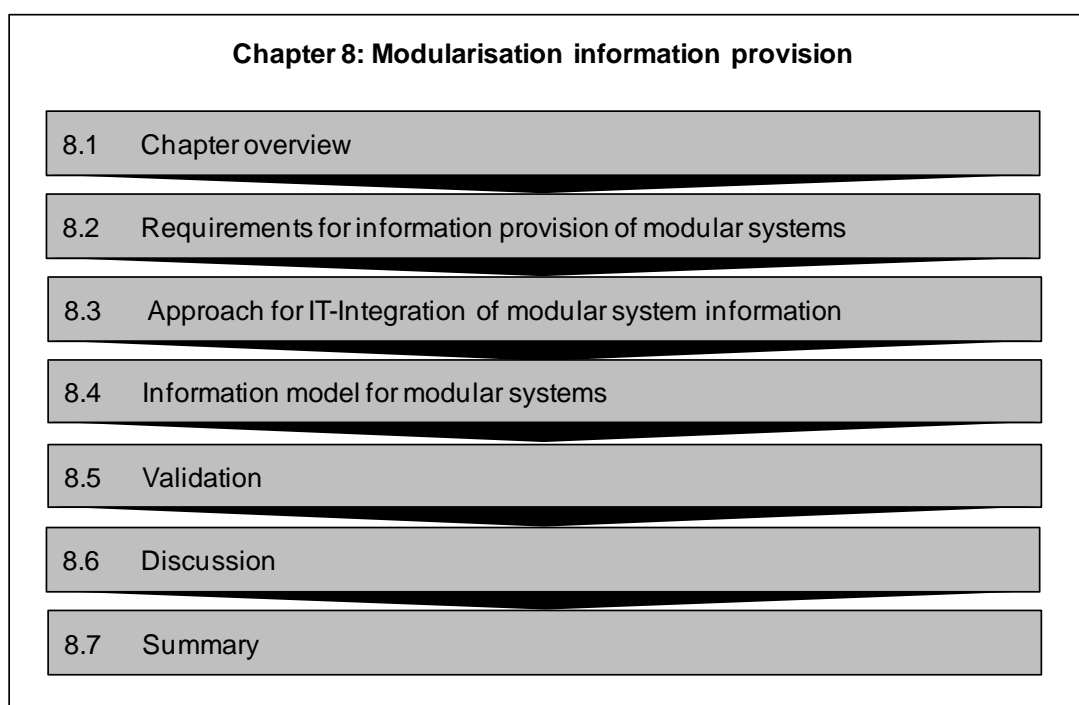 Chapter 8: Modularisation information provision
8.1 Chapter overview
8.2 Requirements for information provision of modular systems
8.3 Approach for IT-Integration of modular system information
8.4 Information model for modular systems
8.5 Validation
8.6 Discussion
8.7 Summary